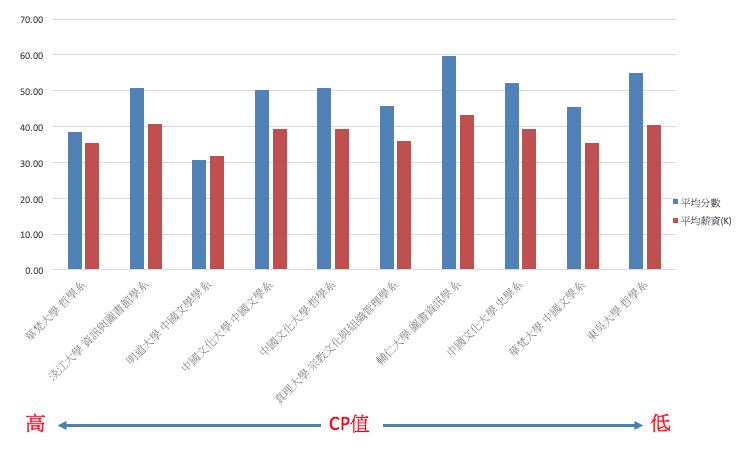 70.00
60.00
50.00
40.00
30.00
20.00
10.00
0.00
平均分數
平均薪資(K)
華梵大學 哲學系
淡江大學 資訊與圖書館學系
明道大學 中國文學學系
中國文化大學 中國文學系
中國文化大學 哲學系
真理大學 宗教文化與組織管理學系
輔仁大學 圖書資訊學系
中國文化大學 史學系
華梵大學 中國文學系
東吳大學 哲學系
高 CP值 低